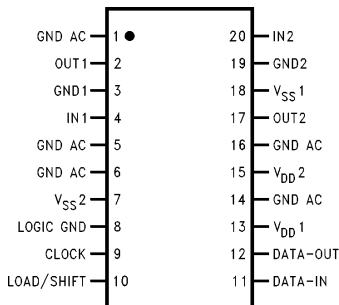 GND AC 1 20 IN2
OUT1 2 19 GND2
GND1 3 18 VSS1
IN1 4 17 OUT2
GND AC 5 16 GND AC
GND AC 6 15 VDD2
VSS2 7 14 GND AC
LOGIC GND 8 13 VDD1
CLOCK 9 12 DATA-OUT
LOAD/SHIFT 10 11 DATA-IN